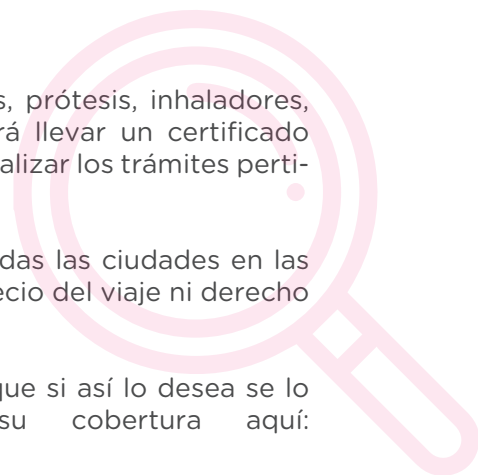 s, prótesis, inhaladores,
rá llevar un certificado
alizar los trámites perti-
das las ciudades en las
ecio del viaje ni derecho
que si así lo desea se lo
su cobertura aquí: